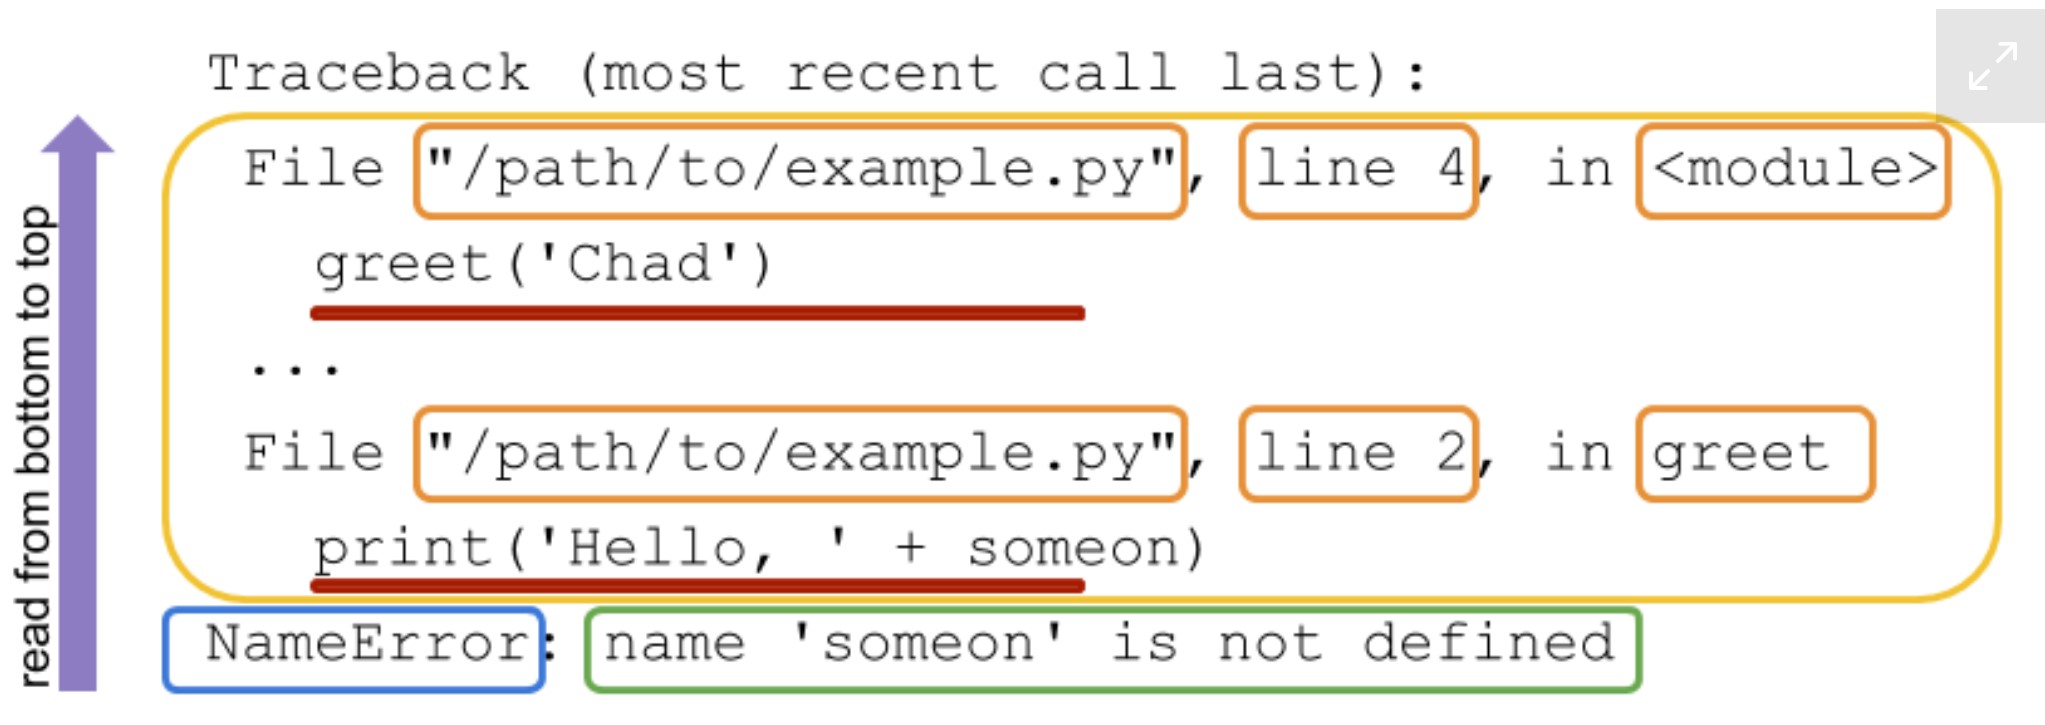 Traceback (most recent call last):
File "/path/to/example.py", line 4, in <module>
greet('Chad')
...
File "/path/to/example.py", line 2, in greet
print('Hello, ' + someon)
NameError: name 'someon' is not defined
read from bottom to top